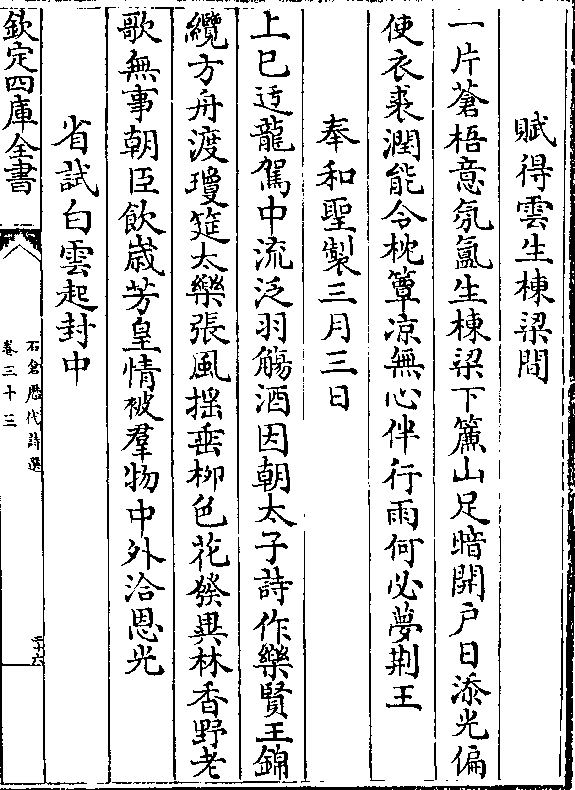 賦得雲生棟梁間
一片蒼梧意氛氳生棟梁下簾山足暗開戶日添光偏
使衣裘潤能令枕簟凉無心伴行雨何必夢荆王
奉和聖製三月三日
上巳迓龍駕中流泛羽觴酒因朝太子詩作樂賢王錦
纜方舟渡瓊筵太樂張風揺垂柳色花發異林香野老
歌無事朝臣飲歲芳皇情被羣物中外洽恩光
省試白雲起封中
欽定四庫全書
石倉歴代詩選
卷三十三
二十六